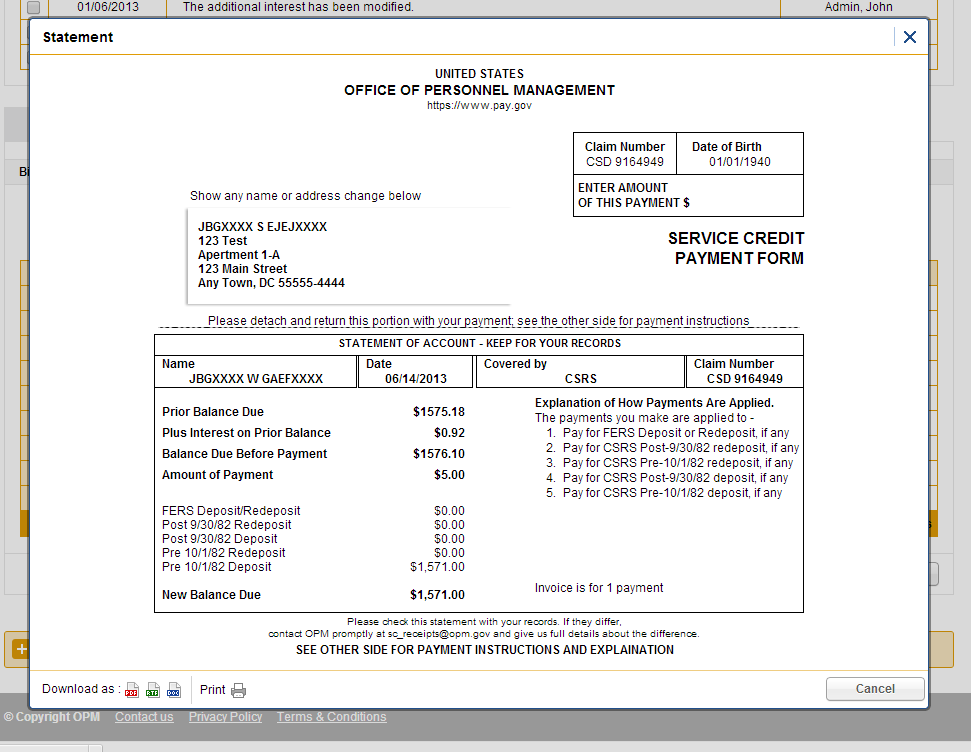 01/06/2013 The additional interest has been modified. Admin, John
Statement
UNITED STATES
OFFICE OF PERSONNEL MANAGEMENT
https://www.pay.gov
Claim Number Date of Birth
CSD 9164949 01/01/1940
ENTER AMOUNT
OF THIS PAYMENT $
Show any name or address change below
JBGXXXX S EJEJXXXX
123 Test
Apertment 1-A
123 Main Street
Any Town, DC 55555-4444
SERVICE CREDIT
PAYMENT FORM
Please detach and return this portion with your payment; see the other side for payment instructions
STATEMENT OF ACCOUNT - KEEP FOR YOUR RECORDS
Name Date Covered by Claim Number
JBGXXXX W GAEFXXXX 06/14/2013 CSRS CSD 9164949
Prior Balance Due $1575.18
Plus Interest on Prior Balance $0.92
Balance Due Before Payment $1576.10
Amount of Payment $5.00
FERS Deposit/Redeposit $0.00
Post 9/30/82 Redeposit $0.00
Post 9/30/82 Deposit $0.00
Pre 10/1/82 Redeposit $0.00
Pre 10/1/82 Deposit $1,571.00
New Balance Due $1,571.00
Explanation of How Payments Are Applied.
The payments you make are applied to -
1. Pay for FERS Deposit or Redeposit, if any
2. Pay for CSRS Post-9/30/82 redeposit, if any
3. Pay for CSRS Pre-10/1/82 redeposit, if any
4. Pay for CSRS Post-9/30/82 deposit, if any
5. Pay for CSRS Pre-10/1/82 deposit, if any
Invoice is for 1 payment
Please check this statement with your records. If they differ,
contact OPM promptly at sc_receipts@opm.gov and give us full details about the difference.
SEE OTHER SIDE FOR PAYMENT INSTRUCTIONS AND EXPLAINATION
Download as : PDF RTF DOC Print Cancel
© Copyright OPM Contact us Privacy Policy Terms & Conditions